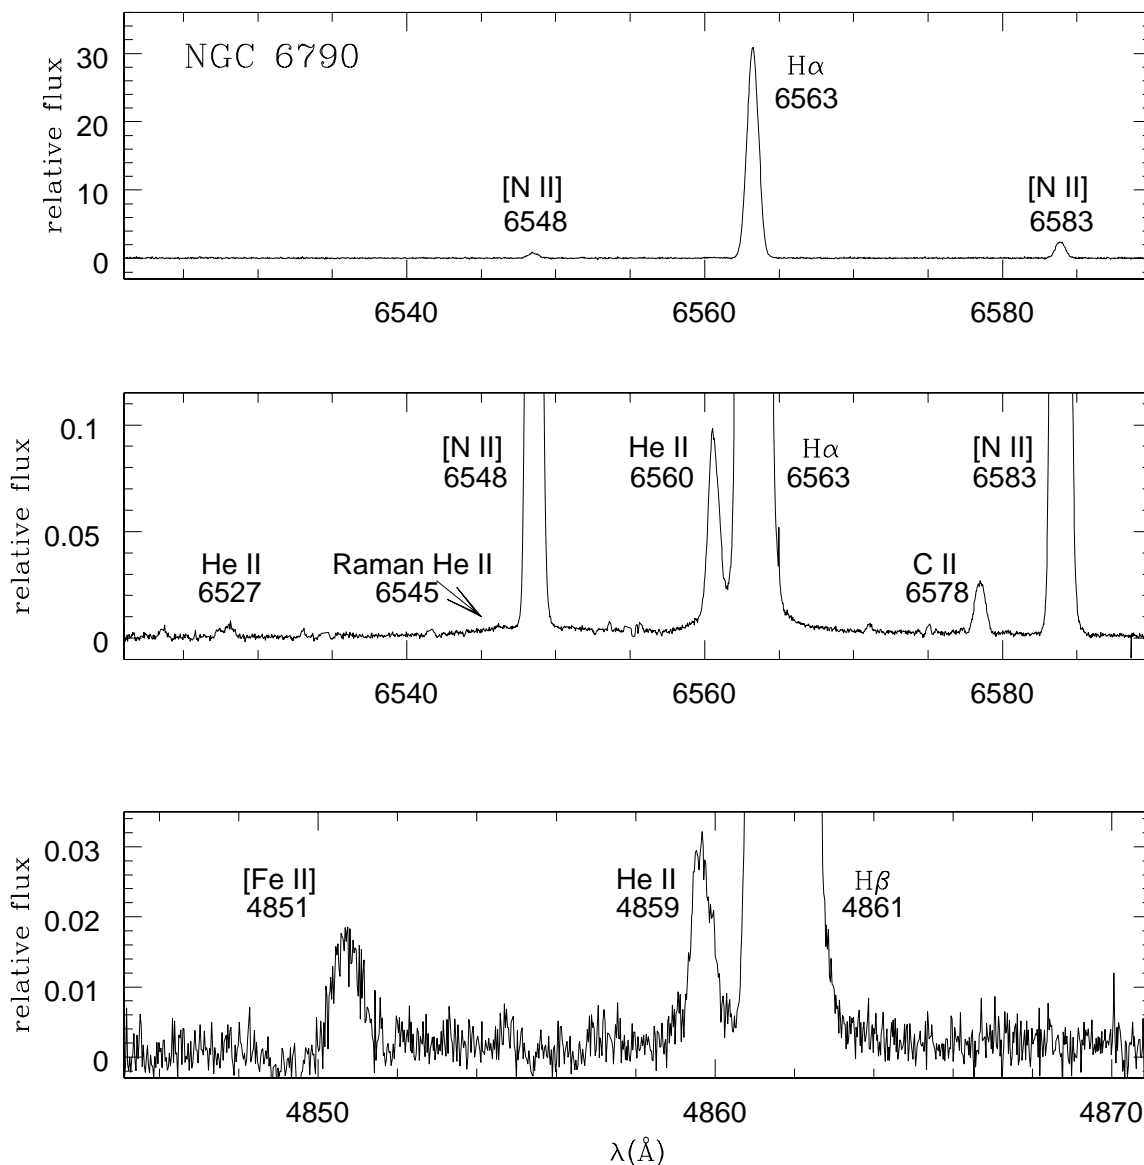 NGC 6790
Hα
6563
[N II]
6548
[N II]
6583
relative flux
30
20
10
0
6540
6560
6580
[N II]
6548
He II
6560
Hα
6563
[N II]
6583
He II
6527
Raman He II
6545
C II
6578
relative flux
0.1
0.05
0
6540
6560
6580
[Fe II]
4851
He II
4859
Hβ
4861
relative flux
0.03
0.02
0.01
0
4850
4860
4870
λ(Å)